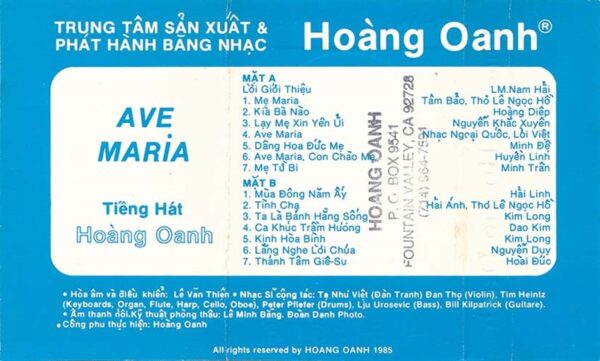 TRUNG TÂM SẢN XUẤT &
PHÁT HÀNH BĂNG NHẠC
Hoàng Oanh®
AVE
MARIA
Tiếng Hát
Hoàng Oanh
MẶT A
Lời Giới Thiệu LM.Nam Hải
1. Mẹ Maria Tâm Bảo, Thơ Lê Ngọc Hồ
2. Kìa Bà Nào Hoàng Diệp
3. Lạy Mẹ Xin Yên Ủi Nguyễn Khắc Xuyên
4. Ave Maria Nhạc Ngoại Quốc, Lời Việt
5. Dâng Hoa Đức Mẹ Minh Đệ
6. Ave Maria, Con Chào Mẹ Huyền Linh
7. Mẹ Từ Bi Minh Trân
MẶT B
1. Mùa Đông Năm Ấy Hải Linh
2. Tình Cha Hải Ánh, Thơ Lê Ngọc Hồ
3. Ta Là Bánh Hằng Sống Kim Long
4. Ca Khúc Trầm Hương Dao Kim
5. Kinh Hòa Bình Kim Long
6. Lắng Nghe Lời Chúa Nguyễn Duy
7. Thánh Tâm Giê-Su Hoài Đức
HOANG OANH
P.O. BOX 9541
FOUNTAIN VALLEY, CA 92728
(714) 964-7591
• Hòa âm và điều khiển: Lê Văn Thiện • Nhạc Sĩ cộng tác: Tạ Như Việt (Đàn Tranh) Đan Thọ (Violin), Tim Heintz
(Keyboards, Organ, Flute, Harp, Cello, Oboe), Peter Pfiefer (Drums), Lju Urosevic (Bass), Bill Kilpatrick (Guitare).
• Âm thanh nổi. Kỹ thuật phòng thâu: Lê Minh Bằng. Đoàn Danh Photo.
• Công phu thực hiện: Hoàng Oanh
All rights reserved by HOANG OANH 1985